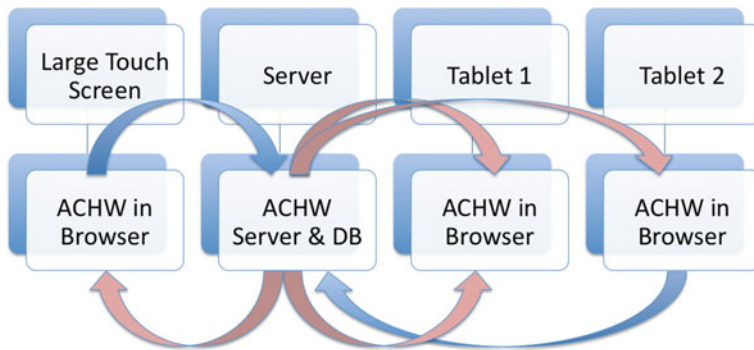 Large Touch
Screen
Server
Tablet 1
Tablet 2
ACHW in
Browser
ACHW
Server & DB
ACHW in
Browser
ACHW in
Browser